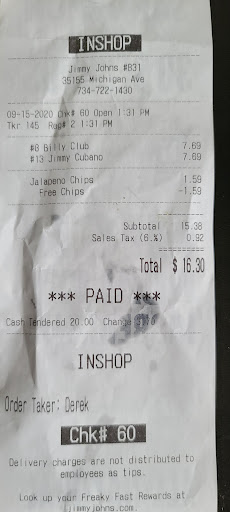 INSHOP
Jimmy Johns #831
35155 Michigan Ave
734-722-1430
09-15-2020 Chk# 60 Open 1:31 PM
Tkr 145 Reg# 2 1:31 PM
#8 Billy Club 7.69
#13 Jimmy Cubano 7.69
Jalapeno Chips 1.59
Free Chips -1.59
Subtotal 15.38
Sales Tax (6.%) 0.92
Total $ 16.30
*** PAID ***
Cash Tendered 20.00 Change
INSHOP
Order Taker: Derek
Chk# 60
Delivery charges are not distributed to
employees as tips.
Look up your Freaky Fast Rewards at
jimmyjohns.com.